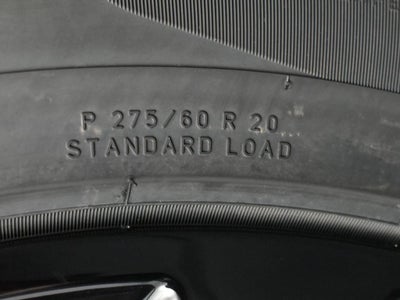 P 275/60 R 20
STANDARD LOAD